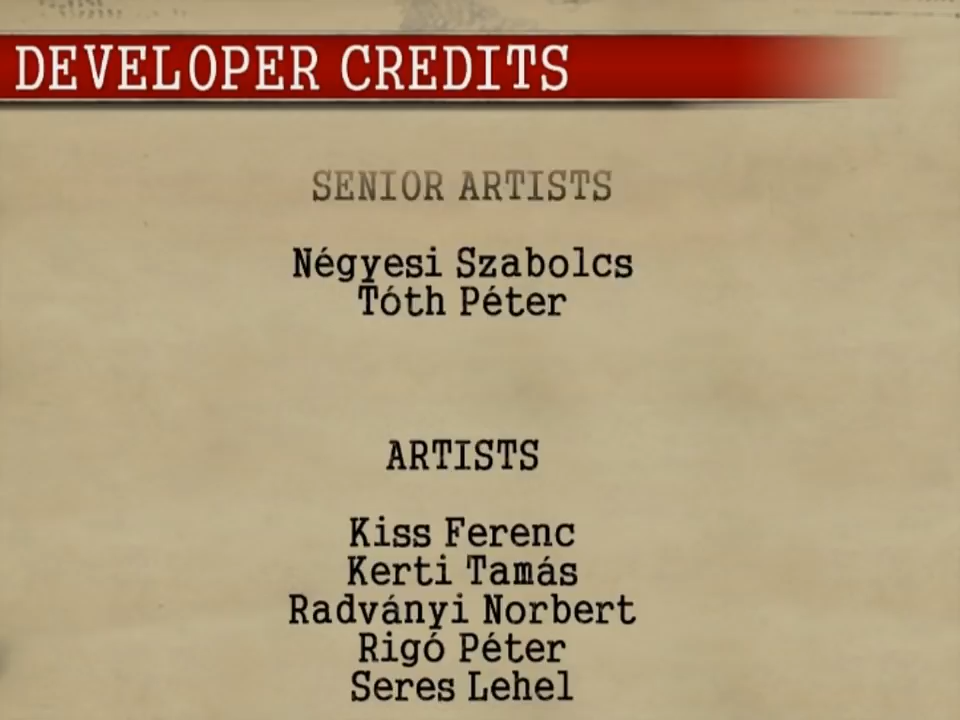 DEVELOPER CREDITS
SENIOR ARTISTS
Négyesi Szabolcs
Tóth Péter
ARTISTS
Kiss Ferenc
Kerti Tamás
Radványi Norbert
Rigó Péter
Seres Lehel